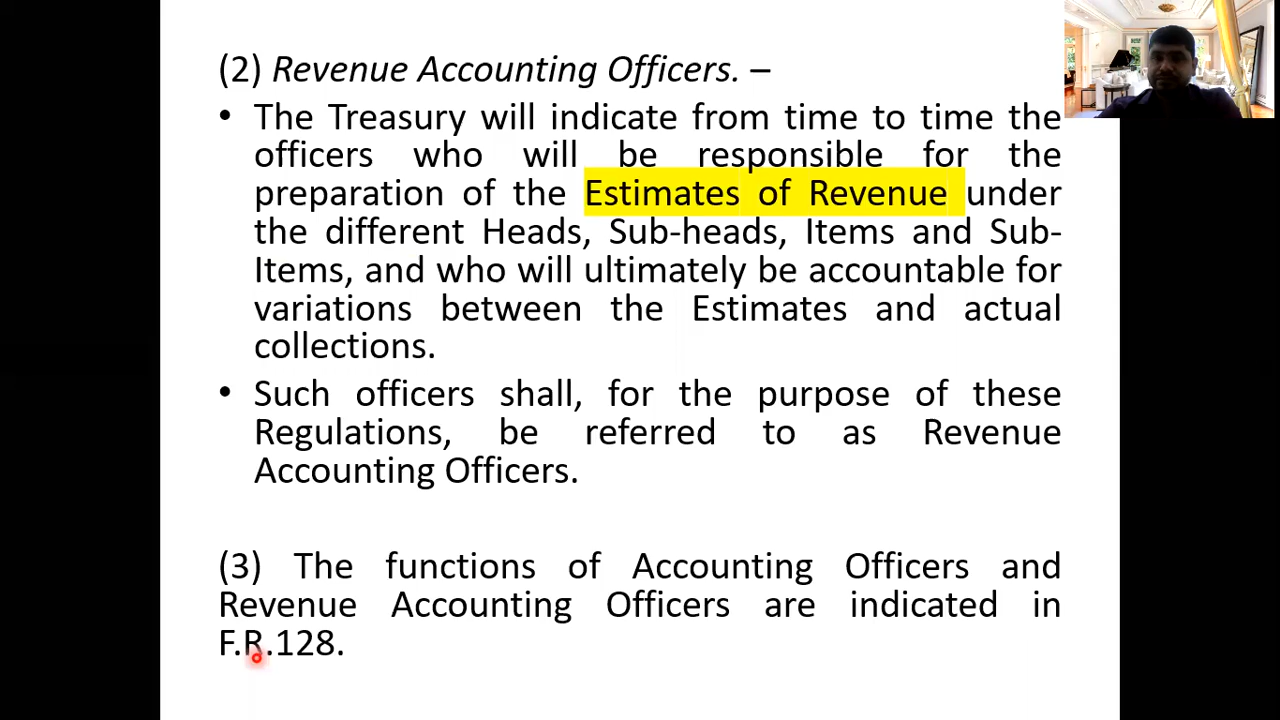 (2) Revenue Accounting Officers. –
• The Treasury will indicate from time to time the
officers who will be responsible for the
preparation of the Estimates of Revenue under
the different Heads, Sub-heads, Items and Sub-
Items, and who will ultimately be accountable for
variations between the Estimates and actual
collections.
• Such officers shall, for the purpose of these
Regulations, be referred to as Revenue
Accounting Officers.
(3) The functions of Accounting Officers and
Revenue Accounting Officers are indicated in
F.R.128.